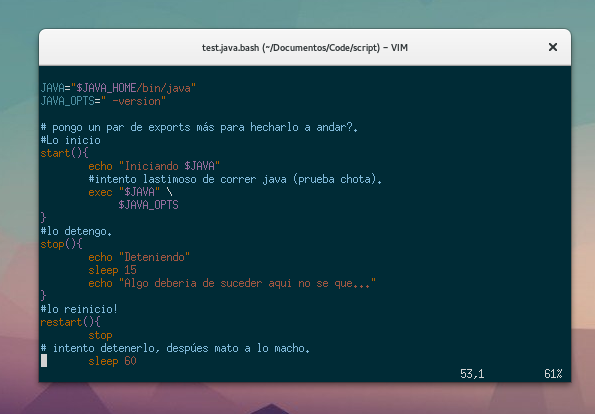 test.java.bash (~/Documentos/Code/script) – VIM
JAVA="$JAVA_HOME/bin/java"
JAVA_OPTS=" -version"
# pongo un par de exports más para hecharlo a andar?.
#Lo inicio
start(){
echo "Iniciando $JAVA"
#intento lastimoso de correr java (prueba chota).
exec "$JAVA" \
$JAVA_OPTS
}
#lo detengo.
stop(){
echo "Deteniendo"
sleep 15
echo "Algo deberia de suceder aqui no se que..."
}
#lo reinicio!
restart(){
stop
# intento detenerlo, despúes mato a lo macho.
sleep 60
53,1 61%